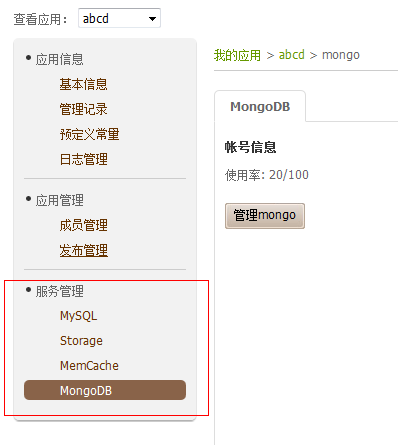 查看应用： abcd
应用信息
基本信息
管理记录
预定义常量
日志管理
应用管理
成员管理
发布管理
服务管理
MySQL
Storage
MemCache
MongoDB
我的应用 > abcd > mongo
MongoDB
帐号信息
使用率: 20/100
管理mongo